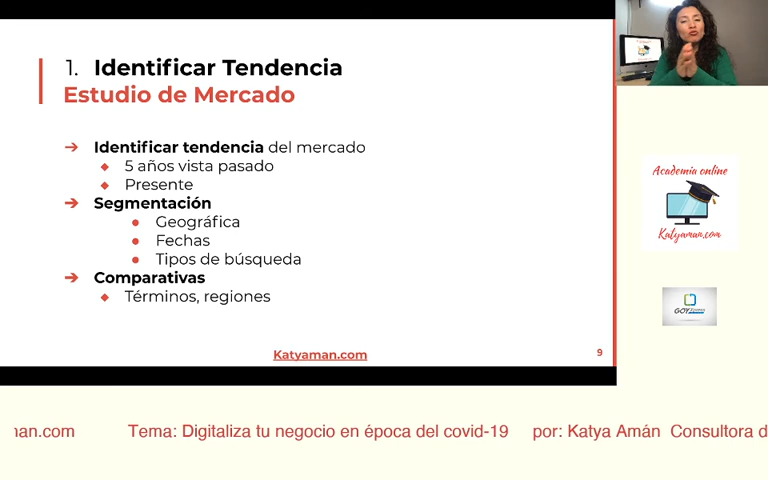 1. Identificar Tendencia
Estudio de Mercado
➔ Identificar tendencia del mercado
◆ 5 años vista pasado
◆ Presente
➔ Segmentación
● Geográfica
● Fechas
● Tipos de búsqueda
➔ Comparativas
◆ Términos, regiones
Katyaman.com
9
Academia online
Katyaman.com
man.com
Tema: Digitaliza tu negocio en época del covid-19
por: Katya Amán Consultora d